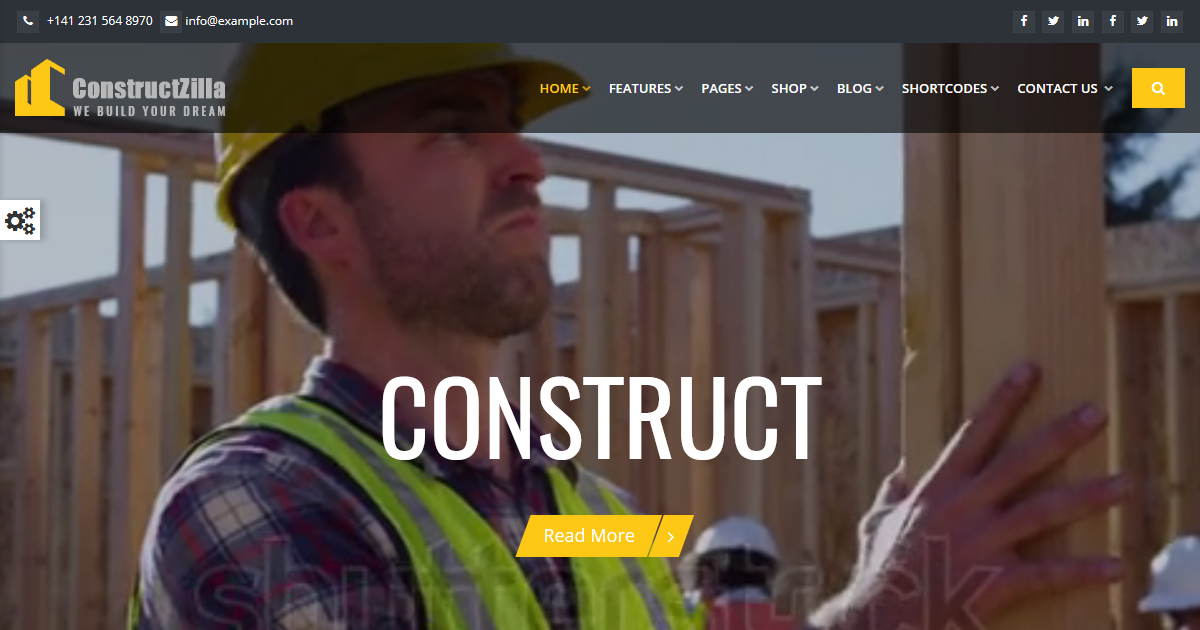 +141 231 564 8970 info@example.com
ConstructZilla
WE BUILD YOUR DREAM
HOME FEATURES PAGES SHOP BLOG SHORTCODES CONTACT US
CONSTRUCT
Read More
shutterstock